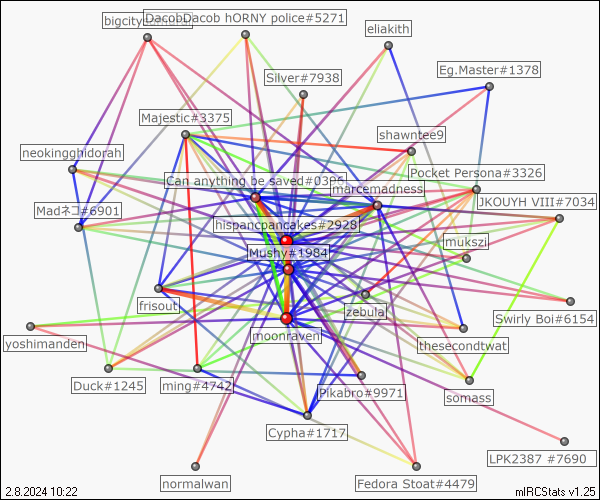 bigcity
DacobDacob hORNY police#5271
eliakith
Silver#7938
Eg.Master#1378
Majestic#3375
shawntee9
neokingghidorah
Pocket Persona#3326
Can anything be saved#0396
marcemadness
JKOUYH VIII#7034
Madネコ#6901
hispancpancakes#2928
mukszi
Mushy#1984
frisout
zebula
Swirly Boi#6154
moonraven
yoshimanden
thesecondtwat
Duck#1245
ming#4742
Pikabro#9971
somass
Cypha#1717
LPK2387 #7690
normalwan
Fedora Stoat#4479
2.8.2024 10:22
mIRCStats v1.25